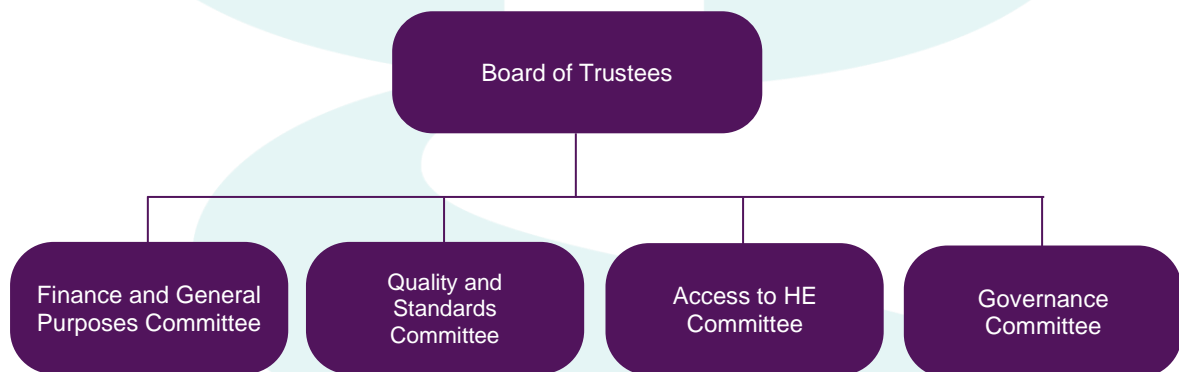 Board of Trustees
Finance and General
Purposes Committee
Quality and
Standards
Committee
Access to HE
Committee
Governance
Committee